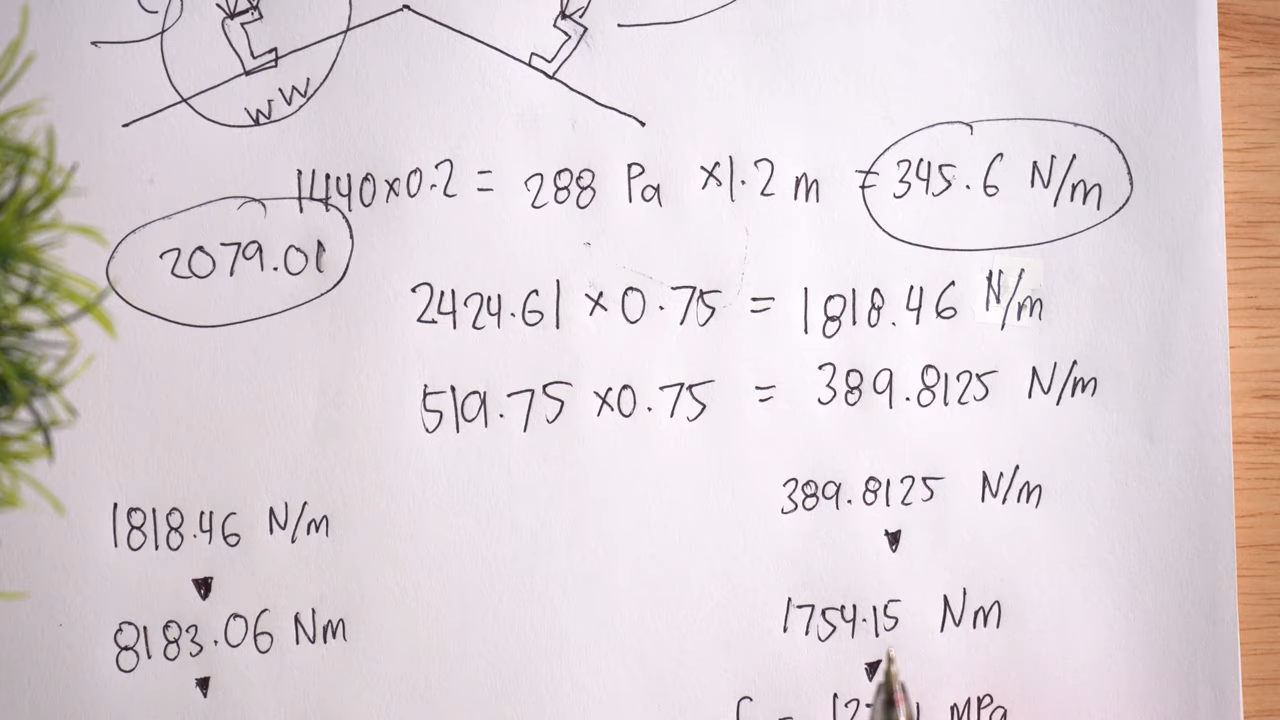 W W
1440×0.2 = 288 Pa ×1.2 m = 345.6 N/m
2079.01
2424.61 ×0.75 = 1818.46 N/m
519.75 ×0.75 = 389.8125 N/m
389.8125 N/m
1818.46 N/m
1754.15 Nm
8183.06 Nm
MPa